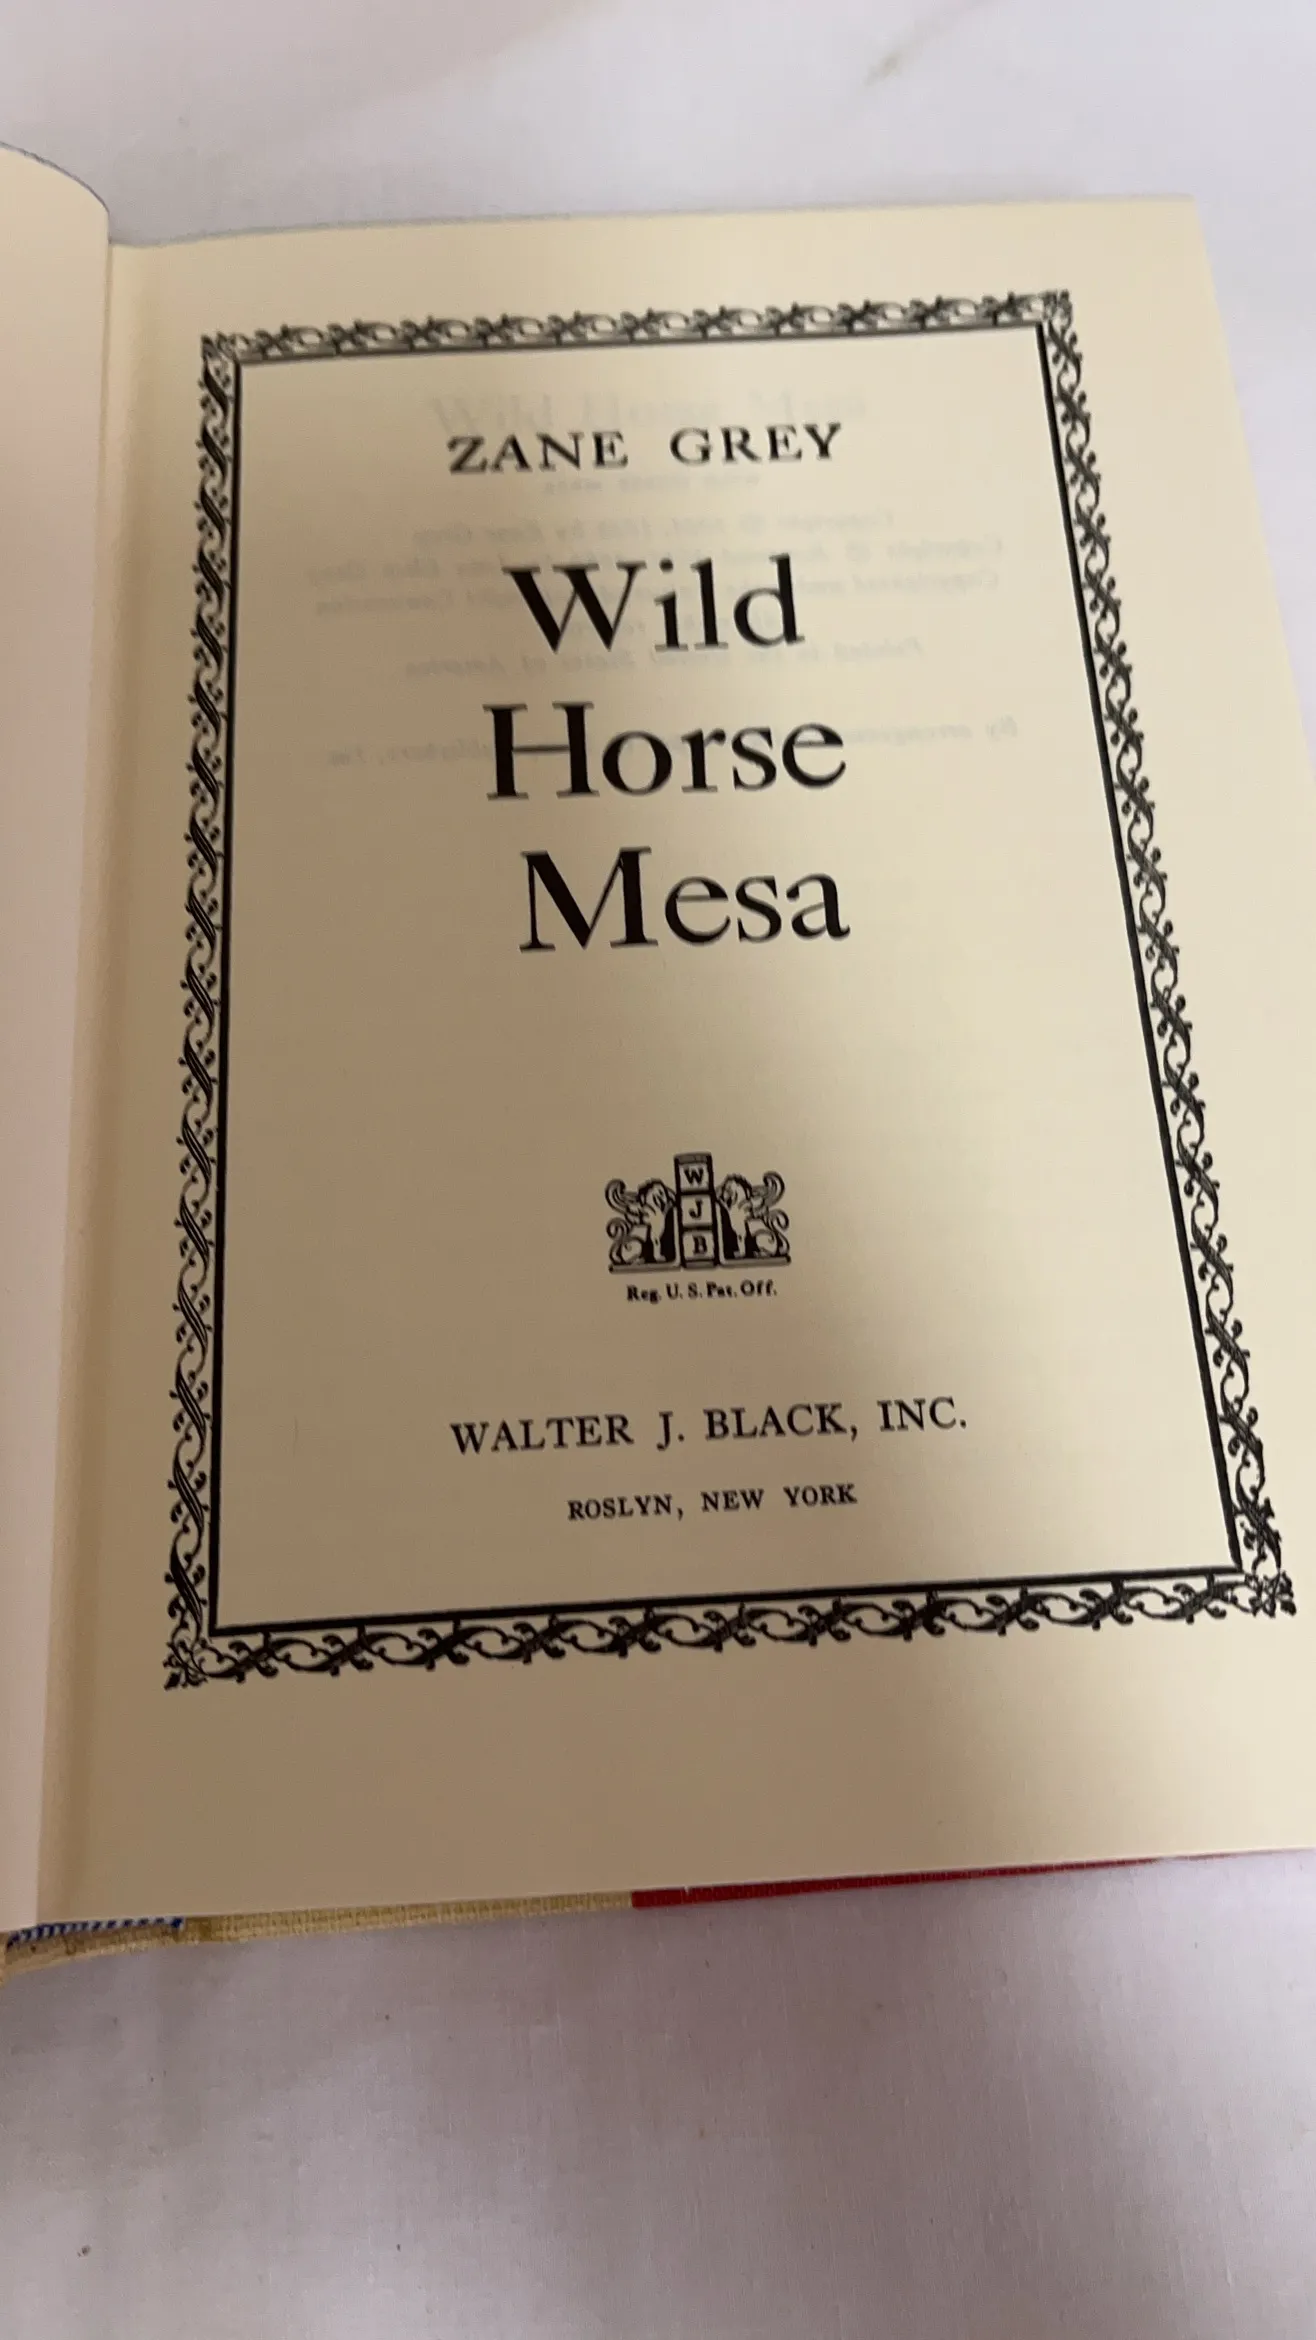 ZANE GREY
Wild
Horse
Mesa
W
J
B
Reg. U. S. Pat. Off.
WALTER J. BLACK, INC.
ROSLYN, NEW YORK